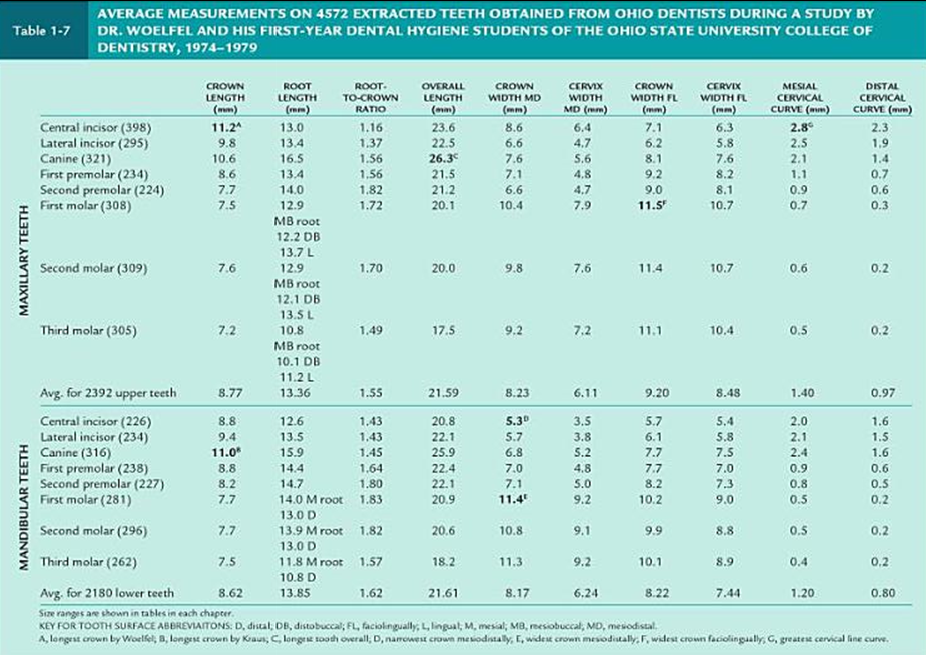 Table 1-7
AVERAGE MEASUREMENTS ON 4572 EXTRACTED TEETH OBTAINED FROM OHIO DENTISTS DURING A STUDY BY
DR. WOELFEL AND HIS FIRST-YEAR DENTAL HYGIENE STUDENTS OF THE OHIO STATE UNIVERSITY COLLEGE OF
DENTISTRY, 1974–1979
CROWN LENGTH (mm) ROOT LENGTH (mm) ROOT-TO-CROWN RATIO OVERALL LENGTH (mm) CROWN WIDTH MD (mm) CERVIX WIDTH MD (mm) CROWN WIDTH FL (mm) CERVIX WIDTH FL (mm) MESIAL CERVICAL CURVE (mm) DISTAL CERVICAL CURVE (mm)
MAXILLARY TEETH
Central incisor (398) 11.2A 13.0 1.16 23.6 8.6 6.4 7.1 6.3 2.8G 2.3
Lateral incisor (295) 9.8 13.4 1.37 22.5 6.6 4.7 6.2 5.8 2.5 1.9
Canine (321) 10.6 16.5 1.56 26.3C 7.6 5.6 8.1 7.6 2.1 1.4
First premolar (234) 8.6 13.4 1.56 21.5 7.1 4.8 9.2 8.2 1.1 0.7
Second premolar (224) 7.7 14.0 1.82 21.2 6.6 4.7 9.0 8.1 0.9 0.6
First molar (308) 7.5 12.9 1.72 20.1 10.4 7.9 11.5F 10.7 0.7 0.3
MB root
12.2 DB
13.7 L
Second molar (309) 7.6 12.9 1.70 20.0 9.8 7.6 11.4 10.7 0.6 0.2
MB root
12.1 DB
13.5 L
Third molar (305) 7.2 10.8 1.49 17.5 9.2 7.2 11.1 10.4 0.5 0.2
MB root
10.1 DB
11.2 L
Avg. for 2392 upper teeth 8.77 13.36 1.55 21.59 8.23 6.11 9.20 8.48 1.40 0.97
MANDIBULAR TEETH
Central incisor (226) 8.8 12.6 1.43 20.8 5.3D 3.5 5.7 5.4 2.0 1.6
Lateral incisor (234) 9.4 13.5 1.43 22.1 5.7 3.8 6.1 5.8 2.1 1.5
Canine (316) 11.0B 15.9 1.45 25.9 6.8 5.2 7.7 7.5 2.4 1.6
First premolar (238) 8.8 14.4 1.64 22.4 7.0 4.8 7.7 7.0 0.9 0.6
Second premolar (227) 8.2 14.7 1.80 22.1 7.1 5.0 8.2 7.3 0.8 0.5
First molar (281) 7.7 14.0 M root 1.83 20.9 11.4E 9.2 10.2 9.0 0.5 0.2
13.0 D
Second molar (296) 7.7 13.9 M root 1.82 20.6 10.8 9.1 9.9 8.8 0.5 0.2
13.0 D
Third molar (262) 7.5 11.8 M root 1.57 18.2 11.3 9.2 10.1 8.9 0.4 0.2
10.8 D
Avg. for 2180 lower teeth 8.62 13.85 1.62 21.61 8.17 6.24 8.22 7.44 1.20 0.80
Size ranges are shown in tables in each chapter.
KEY FOR TOOTH SURFACE ABBREVIAITONS: D, distal; DB, distobuccal; FL, faciolingually; L, lingual; M, mesial; MB, mesiobuccal; MD, mesiodistal.
A, longest crown by Woelfel; B, longest crown by Kraus; C, longest tooth overall; D, narrowest crown mesiodistally; E, widest crown mesiodistally; F, widest crown faciolingually; G, greatest cervical line curve.